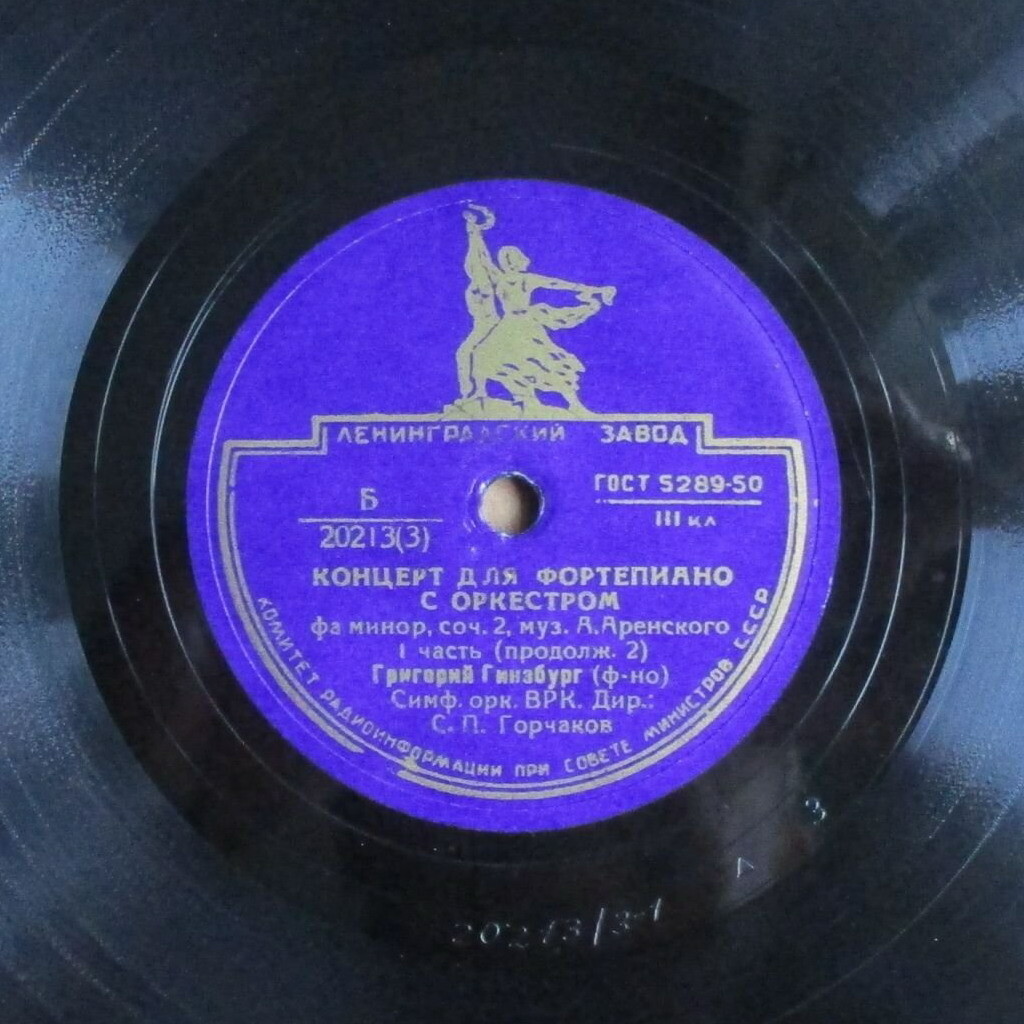 ЛЕНИНГРАДСКИЙ ЗАВОД
Б
20213(3)
ГОСТ 5289-50
III кл
КОНЦЕРТ ДЛЯ ФОРТЕПИАНО
С ОРКЕСТРОМ
фа минор, соч. 2, муз. А.Аренского
I часть (продолж. 2)
Григорий Гинзбург (ф-но)
Симф. орк. ВРК. Дир.:
С. П. Горчаков
КОМИТЕТ РАДИОИНФОРМАЦИИ ПРИ СОВЕТЕ МИНИСТРОВ СССР
3
Л
20213/3-1